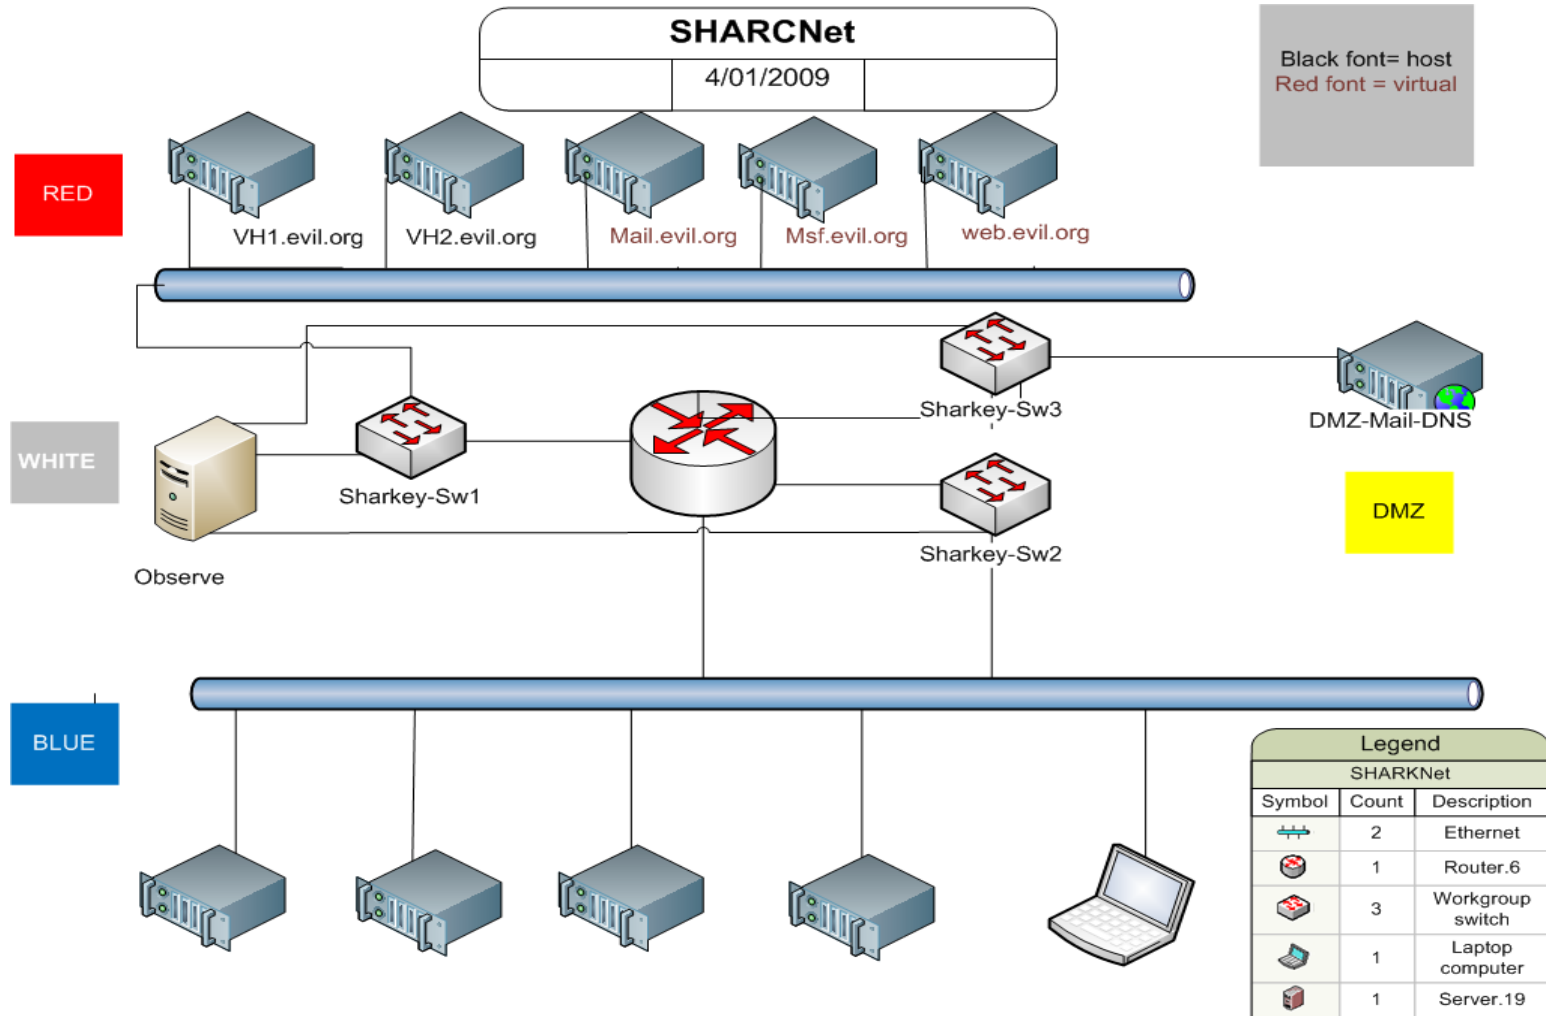 SHARCNet
4/01/2009
Black font= host
Red font = virtual
RED
VH1.evil.org
VH2.evil.org
Mail.evil.org
Msf.evil.org
web.evil.org
Sharkey-Sw3
DMZ-Mail-DNS
WHITE
Sharkey-Sw1
DMZ
Sharkey-Sw2
Observe
BLUE
Legend
SHARKNet
Symbol Count Description
2 Ethernet
1 Router.6
3 Workgroup
switch
1 Laptop
computer
1 Server.19